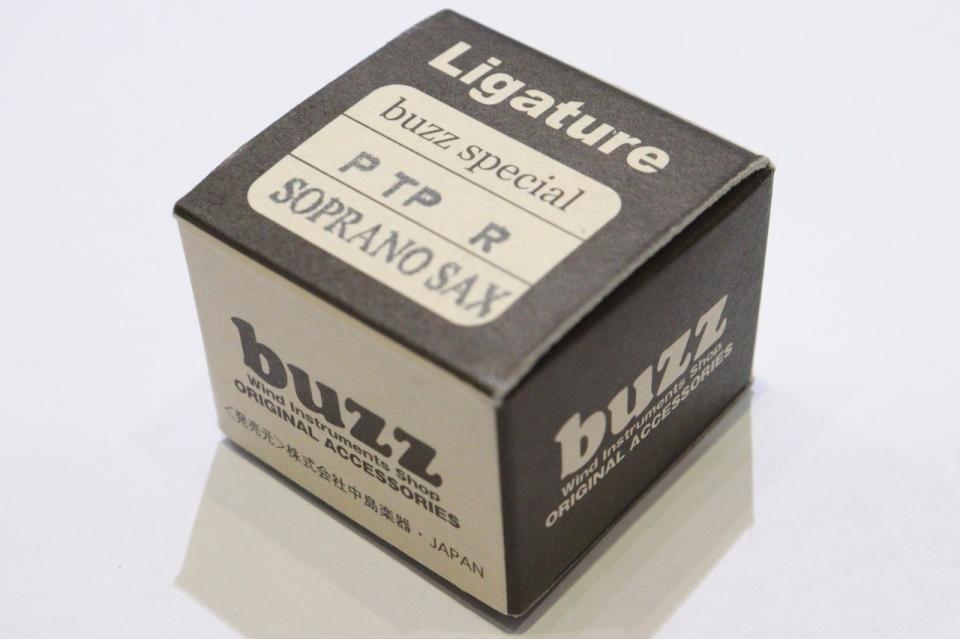 Ligature
buzz special
P TP R
SOPRANO SAX
buzz
Wind Instruments Shop
ORIGINAL ACCESSORIES
〈発売元〉株式会社中島楽器・JAPAN
buzz
Wind Instruments Shop
ORIGINAL ACCESSORIES